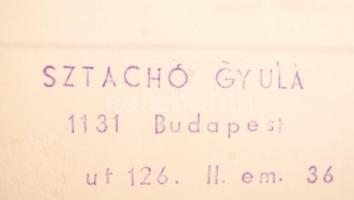 SZTACHÓ GYULA
1131 Budapest
ut 126. II. em. 36